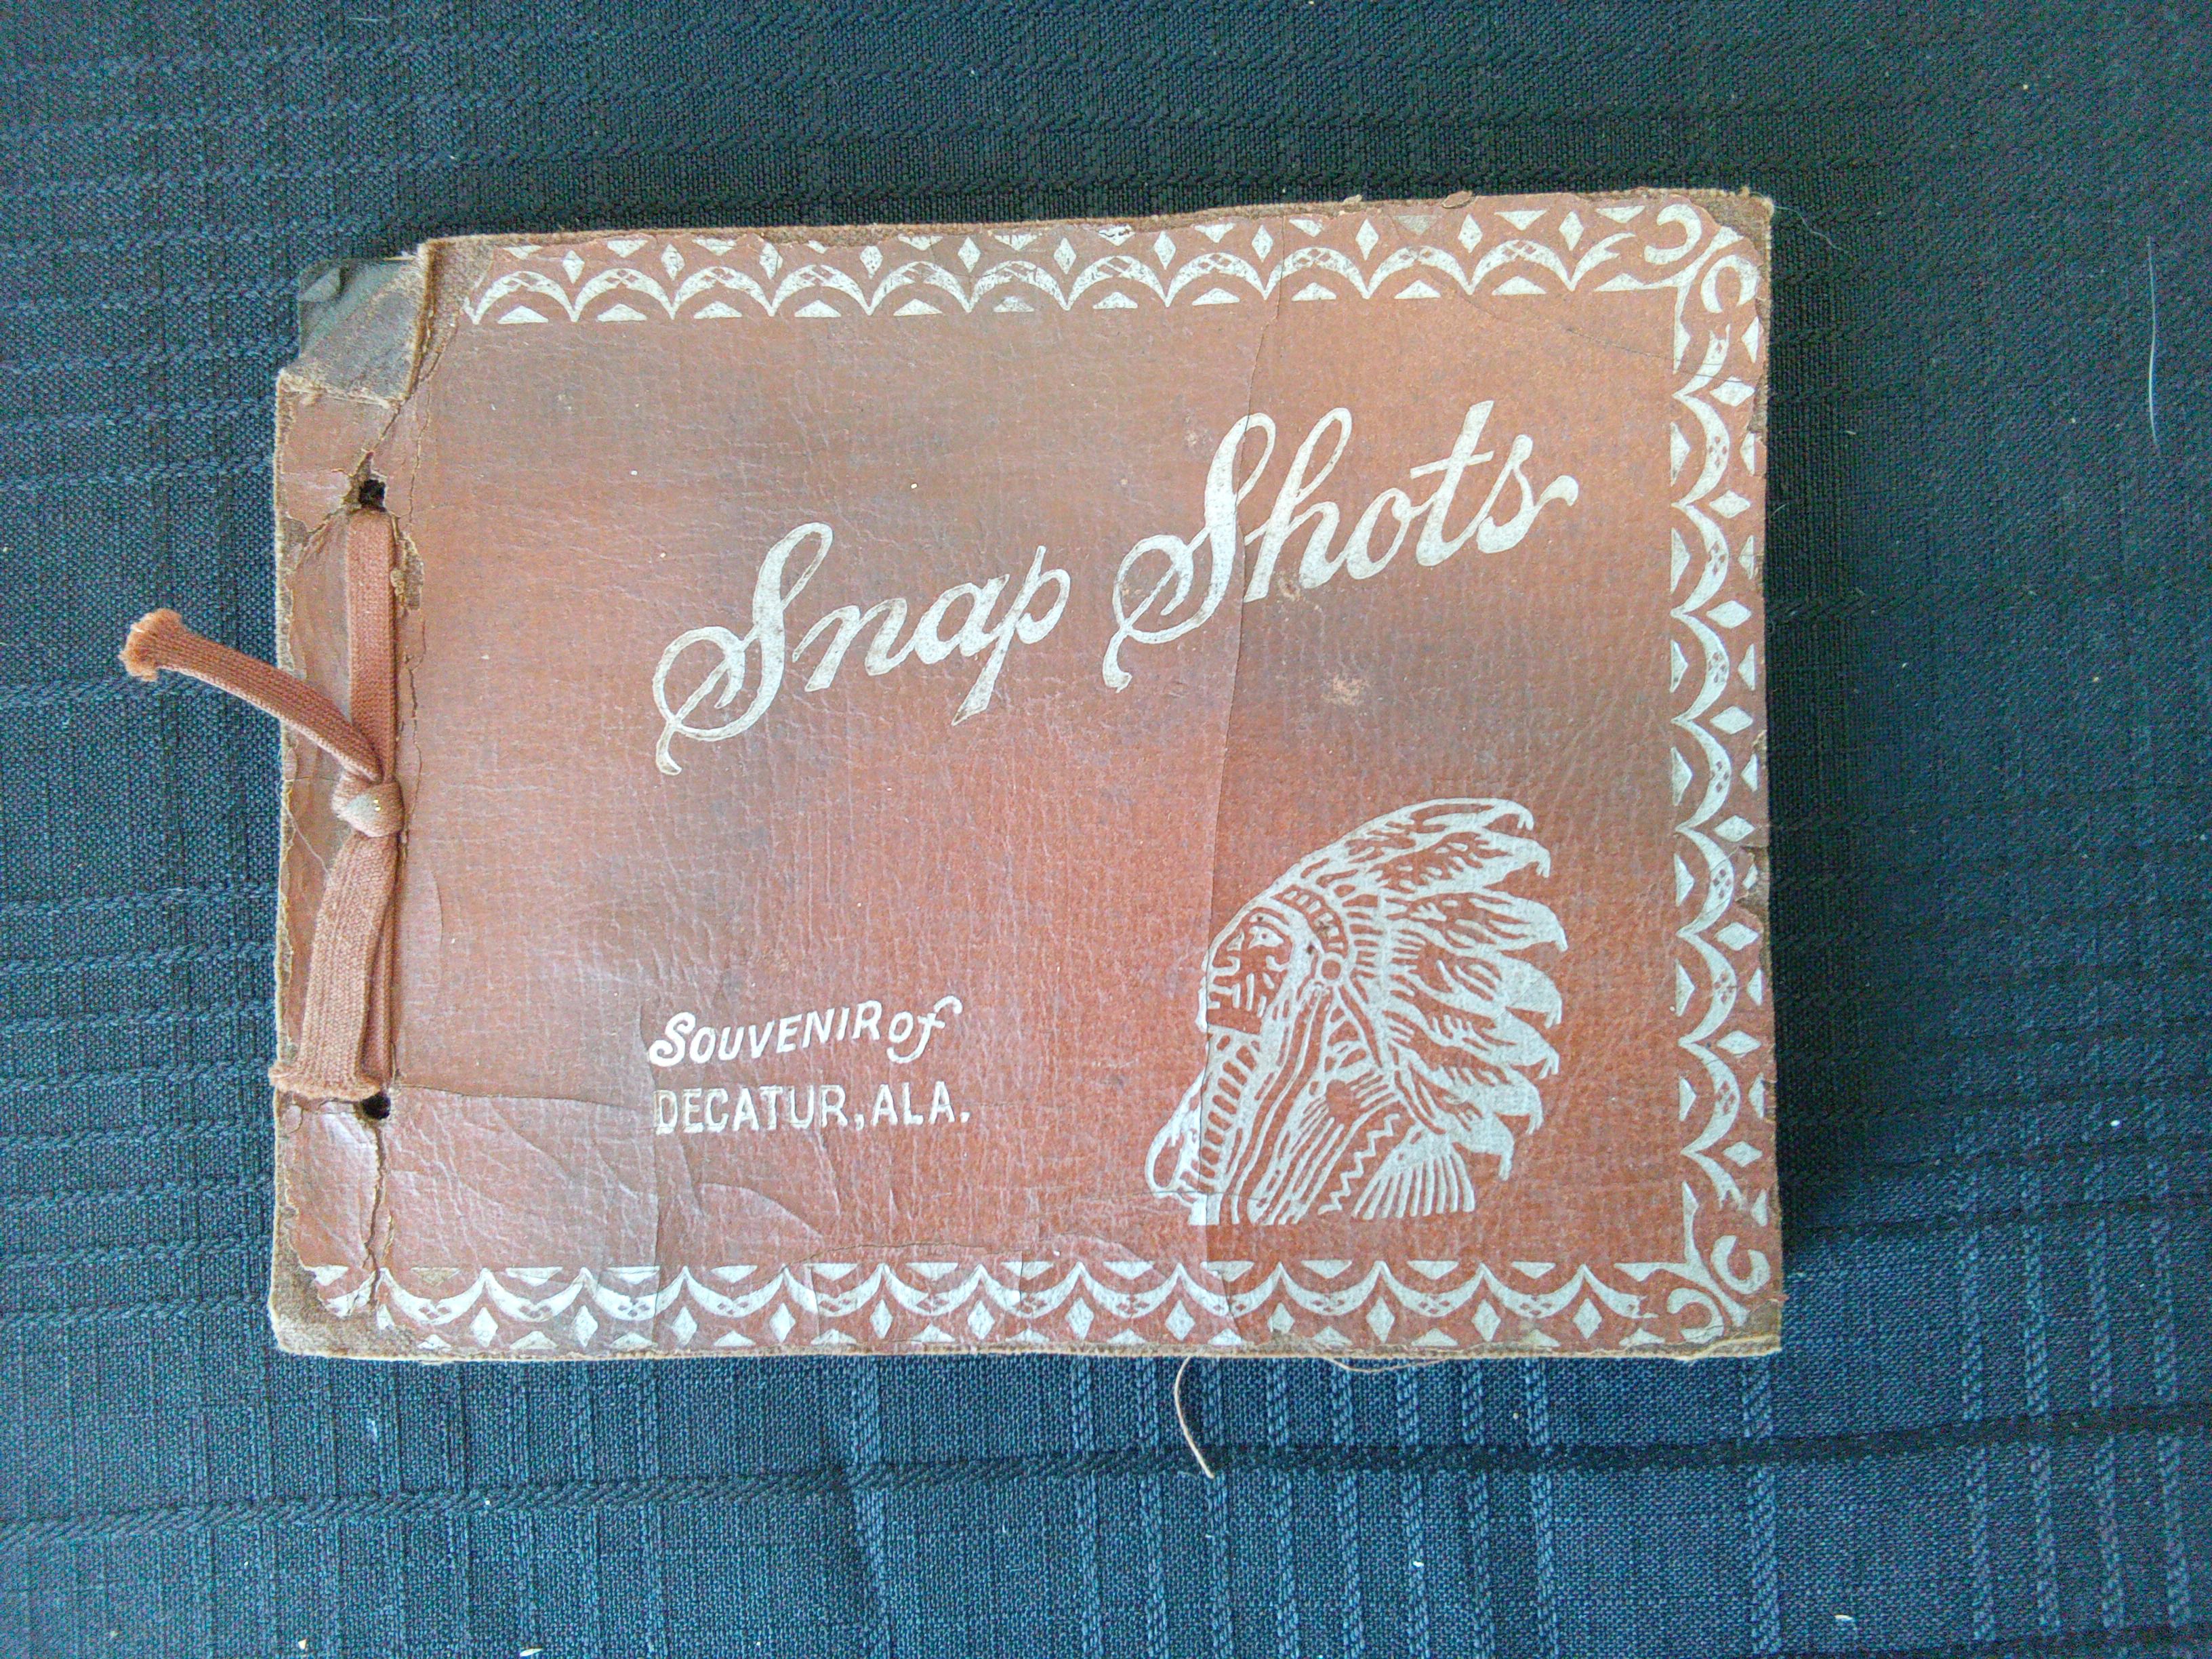 Snap Shots
SOUVENIR of
DECATUR, ALA.